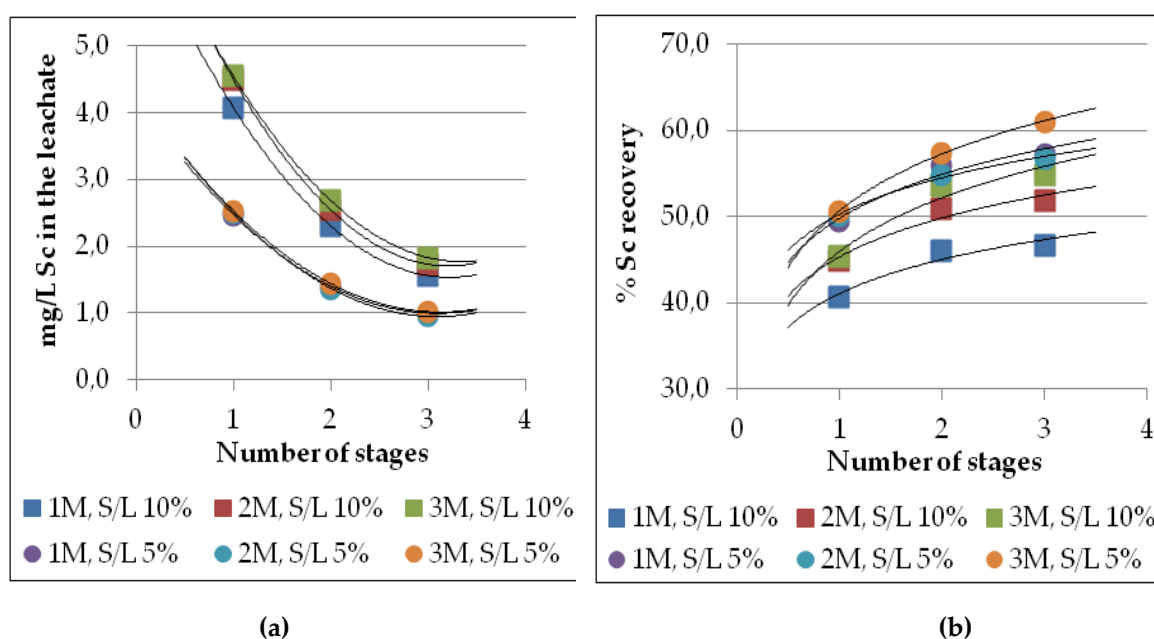 5,0
4,0
3,0
2,0
1,0
0,0
mg/L Sc in the leachate
0 1 2 3 4
Number of stages
1M, S/L 10% 2M, S/L 10% 3M, S/L 10%
1M, S/L 5% 2M, S/L 5% 3M, S/L 5%
(a)
70,0
60,0
50,0
40,0
30,0
% Sc recovery
0 1 2 3 4
Number of stages
1M, S/L 10% 2M, S/L 10% 3M, S/L 10%
1M, S/L 5% 2M, S/L 5% 3M, S/L 5%
(b)